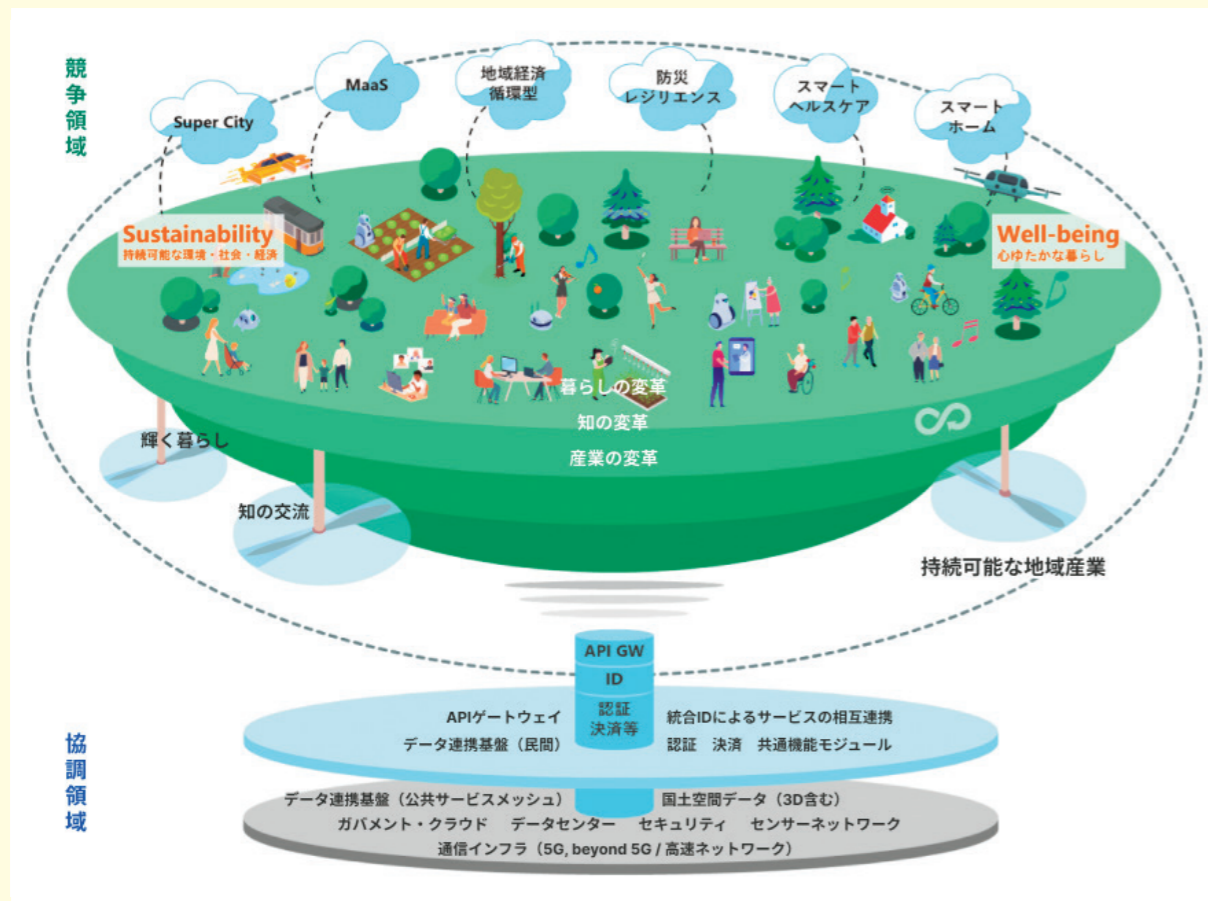 競争領域
Super City
MaaS
地域経済
循環型
防災
レジリエンス
スマート
ヘルスケア
スマート
ホーム
Sustainability
持続可能な環境・社会・経済
Well-being
心ゆたかな暮らし
暮らしの変革
知の変革
産業の変革
輝く暮らし
知の交流
持続可能な地域産業
協調領域
API GW
ID
認証
決済等
APIゲートウェイ
統合IDによるサービスの相互連携
データ連携基盤（民間）
認証　決済　共通機能モジュール
データ連携基盤（公共サービスメッシュ）
国土空間データ（3D含む）
ガバメント・クラウド　データセンター　セキュリティ　センサーネットワーク
通信インフラ（5G, beyond 5G / 高速ネットワーク）